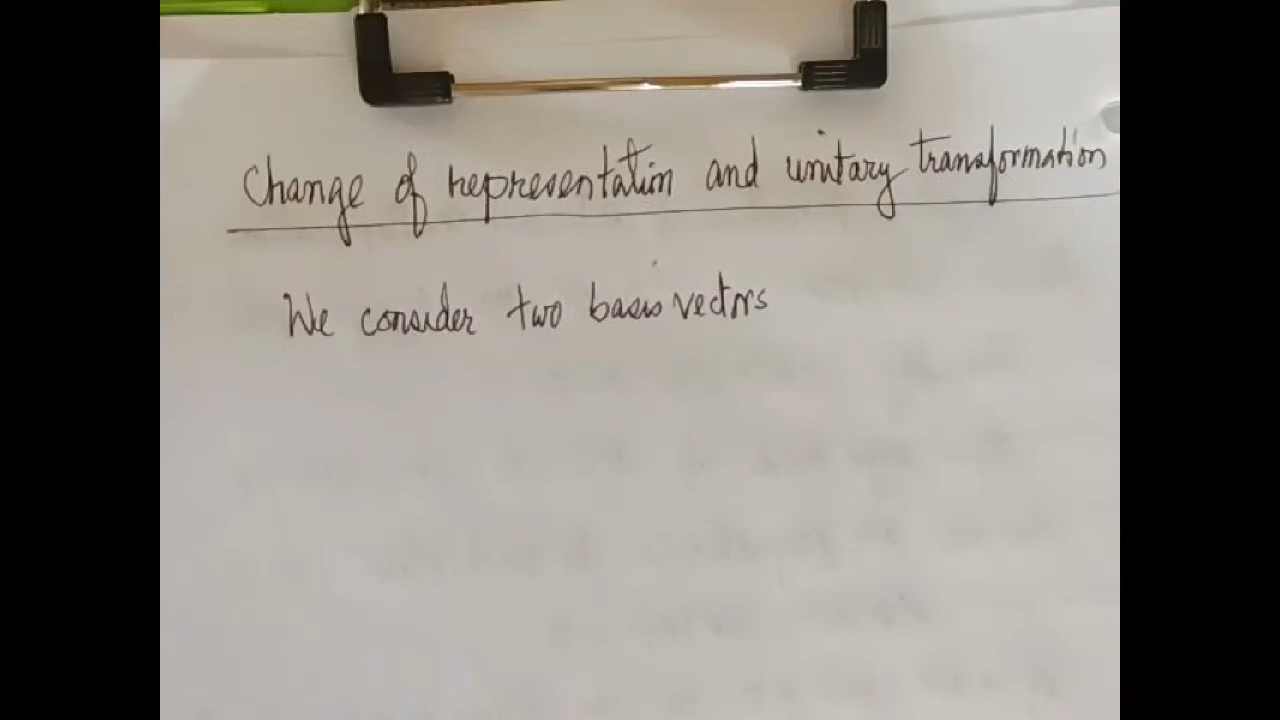 Change of representation and unitary transformation
We consider two basis vectors